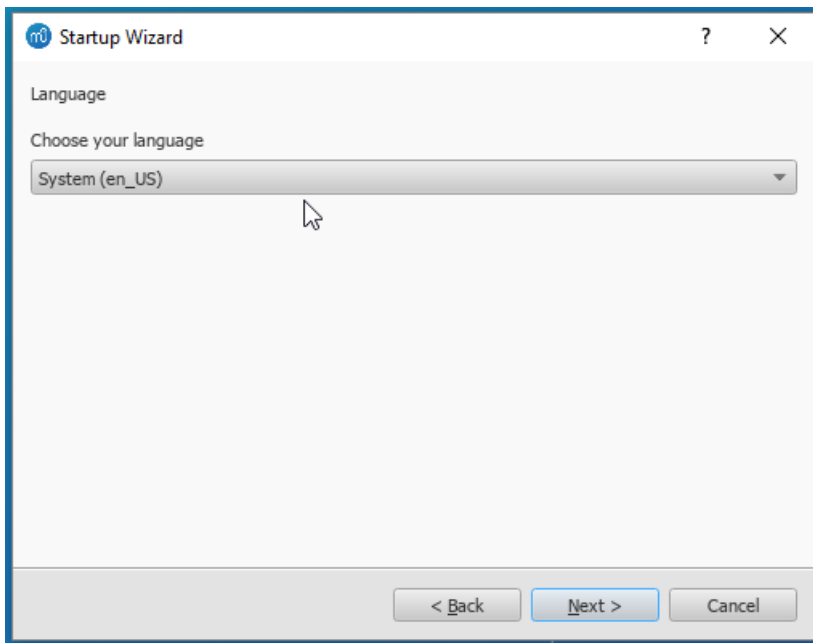 Startup Wizard
Language
Choose your language
System (en_US)
< Back
Next >
Cancel